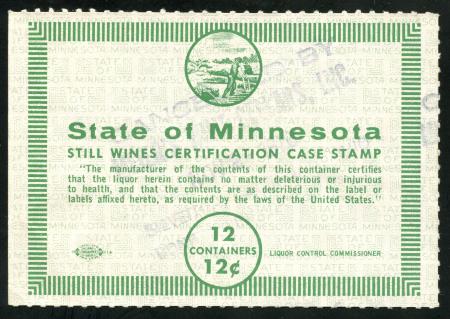 CANCELLED BY
INC.
State of Minnesota
STILL WINES CERTIFICATION CASE STAMP
"The manufacturer of the contents of this container certifies
that the liquor herein contains no matter deleterious or injurious
to health, and that the contents are as described on the label or
labels affixed hereto, as required by the laws of the United States."
12
CONTAINERS
12¢
LIQUOR CONTROL COMMISSIONER